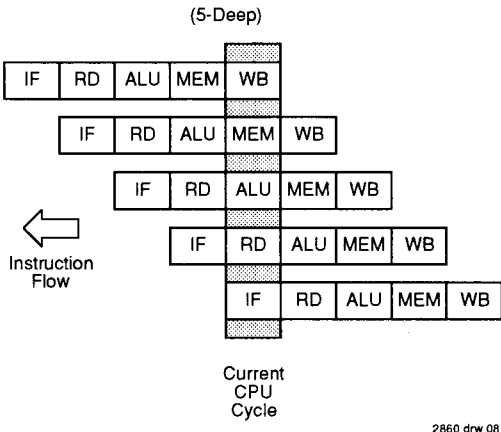 (5-Deep)
IF RD ALU MEM WB
IF RD ALU MEM WB
IF RD ALU MEM WB
IF RD ALU MEM WB
IF RD ALU MEM WB
Instruction
Flow
Current
CPU
Cycle
2860 drw 08